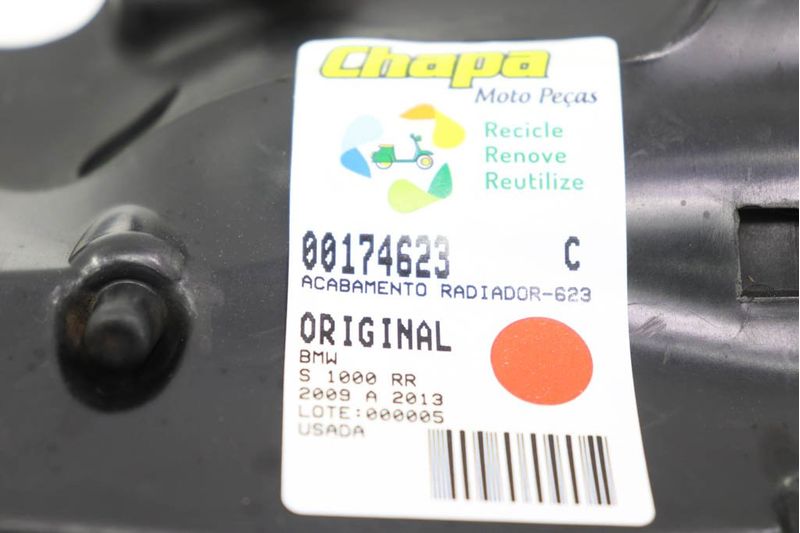 Chapa
Moto Peças
Recicle
Renove
Reutilize
00174623 C
ACABAMENTO RADIADOR-623
ORIGINAL
BMW
S 1000 RR
2009 A 2013
LOTE:000005
USADA